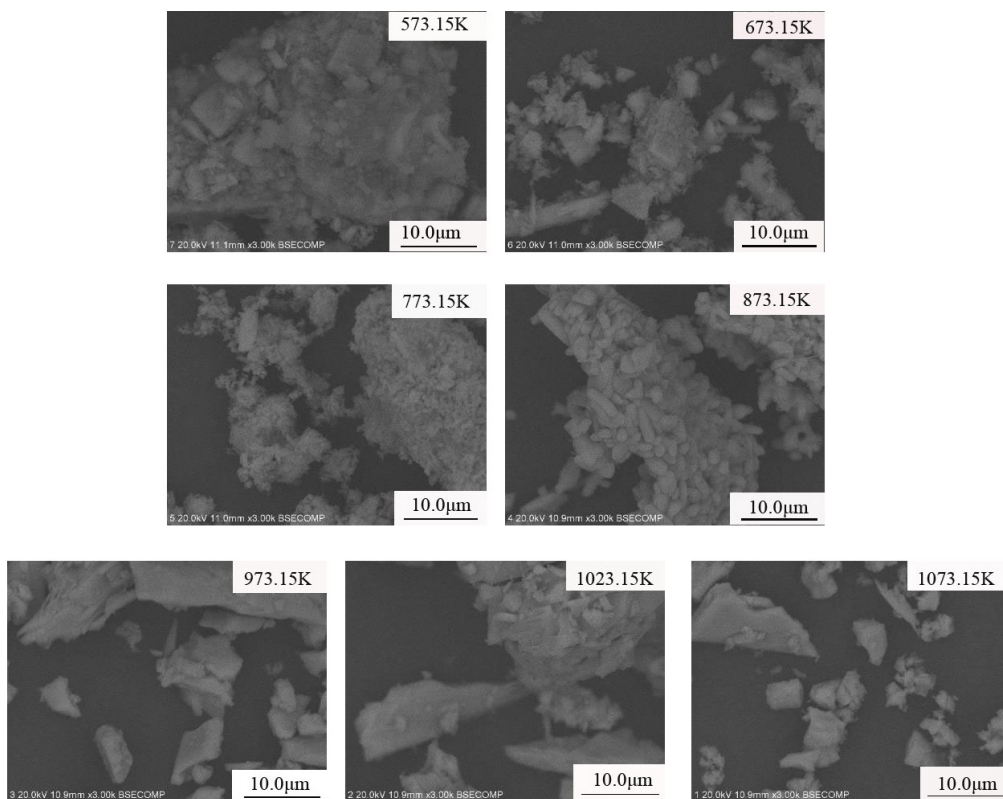 573.15K
10.0μm
7 20.0kV 11.1mm x3.00k BSECOMP
673.15K
10.0μm
6 20.0kV 11.0mm x3.00k BSECOMP
773.15K
10.0μm
5 20.0kV 11.0mm x3.00k BSECOMP
873.15K
10.0μm
4 20.0kV 10.9mm x3.00k BSECOMP
973.15K
10.0μm
3 20.0kV 10.9mm x3.00k BSECOMP
1023.15K
10.0μm
2 20.0kV 10.9mm x3.00k BSECOMP
1073.15K
10.0μm
1 20.0kV 10.9mm x3.00k BSECOMP